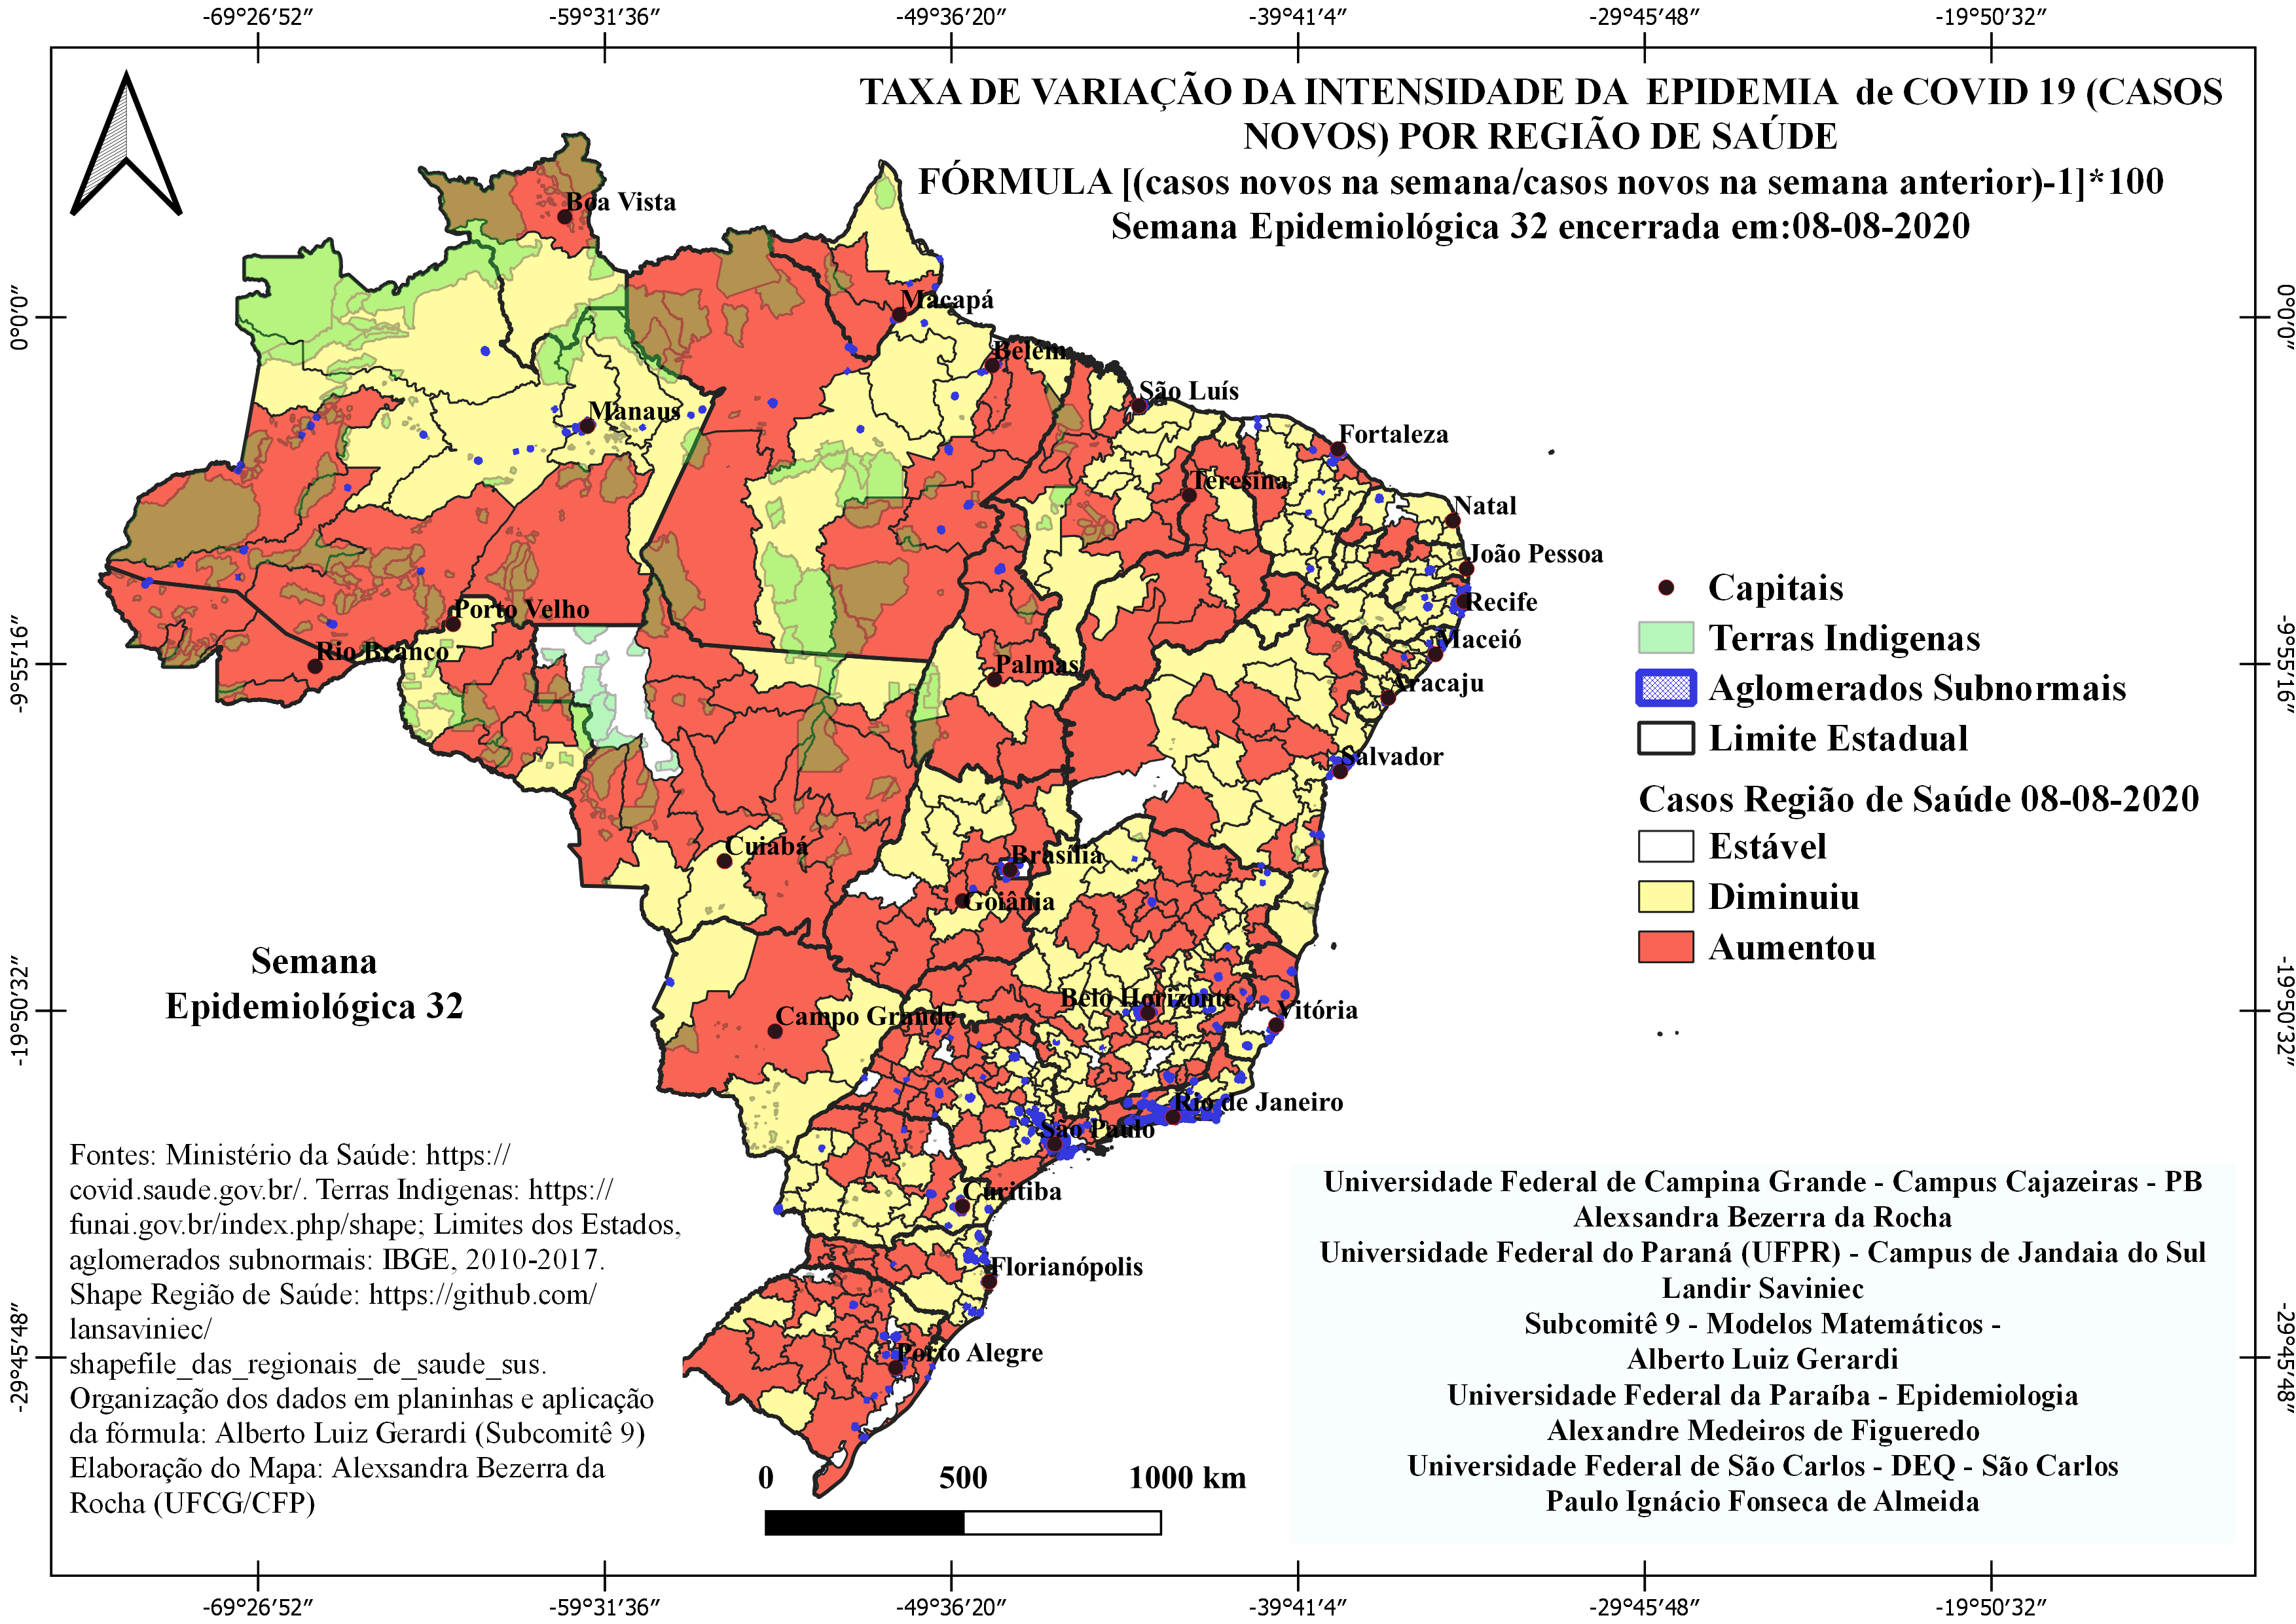 -69°26′52″ -59°31′36″ -49°36′20″ -39°41′4″ -29°45′48″ -19°50′32″
TAXA DE VARIAÇÃO DA INTENSIDADE DA EPIDEMIA de COVID 19 (CASOS
NOVOS) POR REGIÃO DE SAÚDE
FÓRMULA [(casos novos na semana/casos novos na semana anterior)-1]*100
Semana Epidemiológica 32 encerrada em:08-08-2020
0°0′0″
-9°55′16″
-19°50′32″
-29°45′48″
0°0′0″
-9°55′16″
-19°50′32″
-29°45′48″
Boa Vista
Macapá
Belém
São Luís
Manaus
Fortaleza
Teresina
Natal
João Pessoa
Recife
Porto Velho
Maceió
Rio Branco
Palmas
Aracaju
Salvador
Cuiabá
Brasília
Goiânia
Belo Horizonte
Vitória
Campo Grande
Rio de Janeiro
São Paulo
Curitiba
Florianópolis
Porto Alegre
Capitais
Terras Indigenas
Aglomerados Subnormais
Limite Estadual
Casos Região de Saúde 08-08-2020
Estável
Diminuiu
Aumentou
Semana
Epidemiológica 32
Fontes: Ministério da Saúde: https://
covid.saude.gov.br/. Terras Indigenas: https://
funai.gov.br/index.php/shape; Limites dos Estados,
aglomerados subnormais: IBGE, 2010-2017.
Shape Região de Saúde: https://github.com/
lansaviniec/
shapefile_das_regionais_de_saude_sus.
Organização dos dados em planinhas e aplicação
da fórmula: Alberto Luiz Gerardi (Subcomitê 9)
Elaboração do Mapa: Alexsandra Bezerra da
Rocha (UFCG/CFP)
0 500 1000 km
Universidade Federal de Campina Grande - Campus Cajazeiras - PB
Alexsandra Bezerra da Rocha
Universidade Federal do Paraná (UFPR) - Campus de Jandaia do Sul
Landir Saviniec
Subcomitê 9 - Modelos Matemáticos -
Alberto Luiz Gerardi
Universidade Federal da Paraíba - Epidemiologia
Alexandre Medeiros de Figueredo
Universidade Federal de São Carlos - DEQ - São Carlos
Paulo Ignácio Fonseca de Almeida
-69°26′52″ -59°31′36″ -49°36′20″ -39°41′4″ -29°45′48″ -19°50′32″